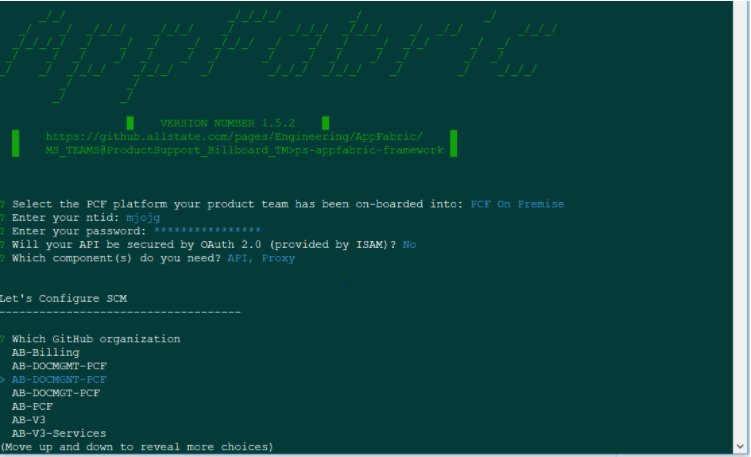 VERSION NUMBER 1.5.2
https://github.allstate.com/pages/Engineering/AppFabric/
MS_TEAMS@ProductSupport_Billboard_TM>ps-appfabric-framework
? Select the PCF platform your product team has been on-boarded into: PCF On Premise
? Enter your ntid: mjojg
? Enter your password: ****************
? Will your API be secured by OAuth 2.0 (provided by ISAM)? No
? Which component(s) do you need? API, Proxy
Let's Configure SCM
------------------------------------
? Which GitHub organization
AB-Billing
AB-DOCMGMT-PCF
> AB-DOCMGNT-PCF
AB-DOCMGT-PCF
AB-PCF
AB-V3
AB-V3-Services
(Move up and down to reveal more choices)